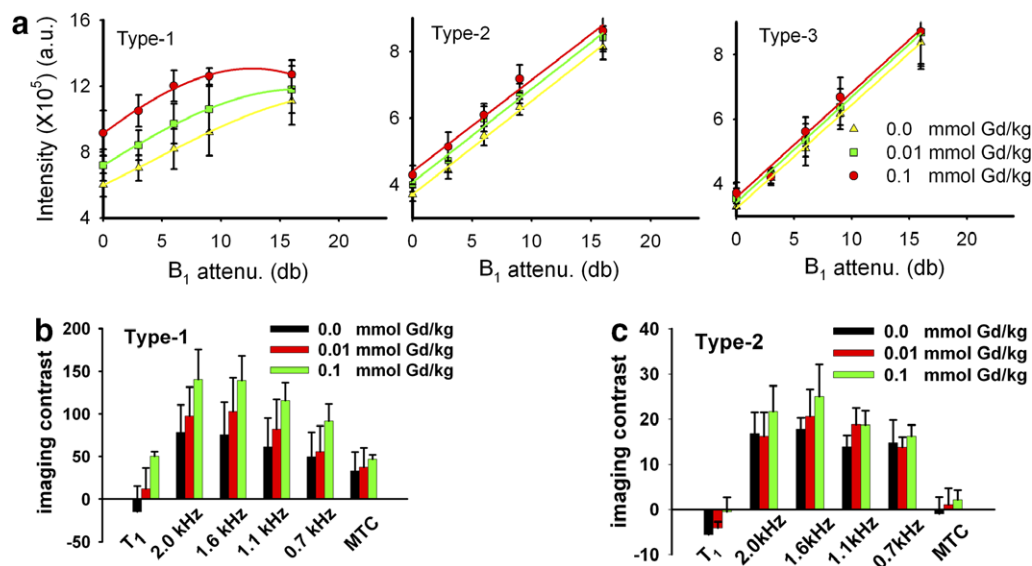 a
Type-1
Type-2
Type-3
Intensity (X10⁵) (a.u.)
16
12
8
4
0 5 10 15 20
B₁ attenu. (db)
8
6
4
0 5 10 15 20
B₁ attenu. (db)
8
6
4
0 5 10 15 20
B₁ attenu. (db)
0.0 mmol Gd/kg
0.01 mmol Gd/kg
0.1 mmol Gd/kg
b
Type-1
0.0 mmol Gd/kg
0.01 mmol Gd/kg
0.1 mmol Gd/kg
imaging contrast
200
150
100
50
0
-50
T₁ 2.0 kHz 1.6 kHz 1.1 kHz 0.7 kHz MTC
c
Type-2
0.0 mmol Gd/kg
0.01 mmol Gd/kg
0.1 mmol Gd/kg
imaging contrast
40
30
20
10
0
-10
T₁ 2.0kHz 1.6kHz 1.1kHz 0.7kHz MTC